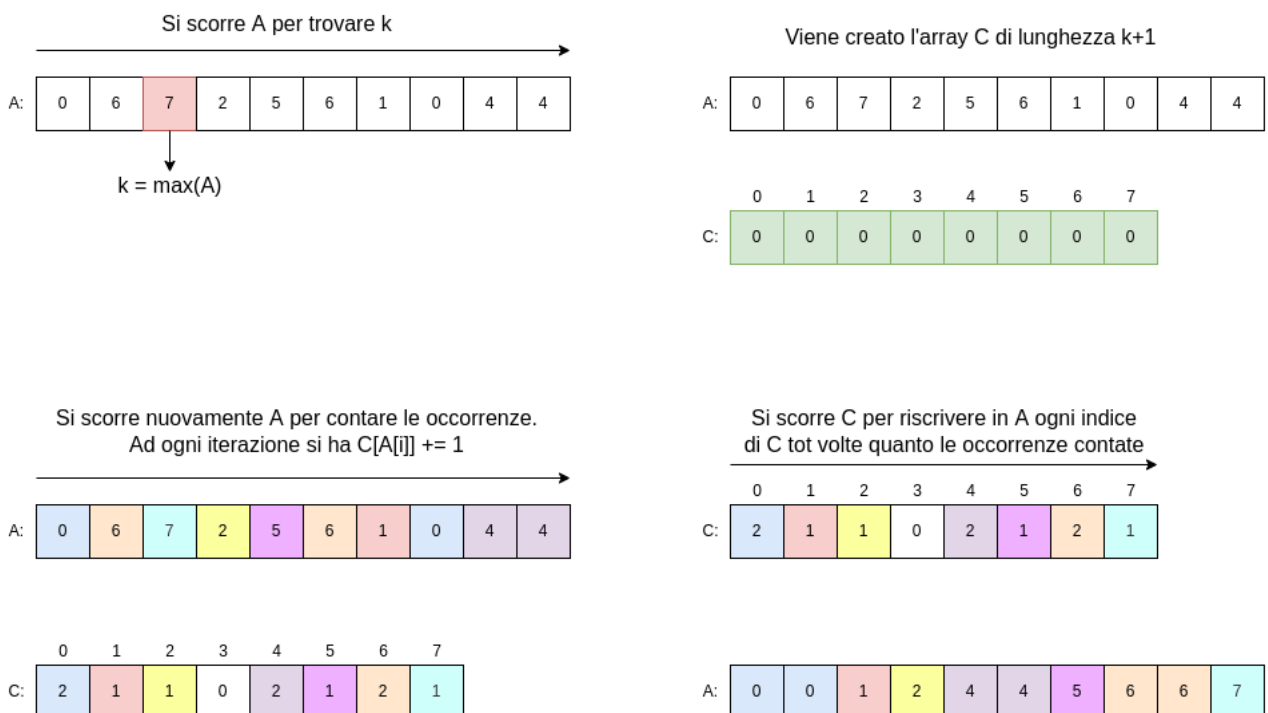 Si scorre A per trovare k
A: 0 6 7 2 5 6 1 0 4 4
k = max(A)
Viene creato l'array C di lunghezza k+1
A: 0 6 7 2 5 6 1 0 4 4
0 1 2 3 4 5 6 7
C: 0 0 0 0 0 0 0 0
Si scorre nuovamente A per contare le occorrenze.
Ad ogni iterazione si ha C[A[i]] += 1
A: 0 6 7 2 5 6 1 0 4 4
0 1 2 3 4 5 6 7
C: 2 1 1 0 2 1 2 1
Si scorre C per riscrivere in A ogni indice
di C tot volte quanto le occorrenze contate
0 1 2 3 4 5 6 7
C: 2 1 1 0 2 1 2 1
A: 0 0 1 2 4 4 5 6 6 7